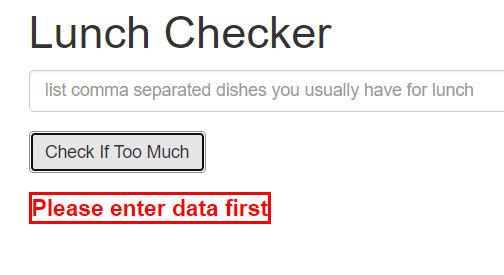 Lunch Checker
list comma separated dishes you usually have for lunch
Check If Too Much
Please enter data first